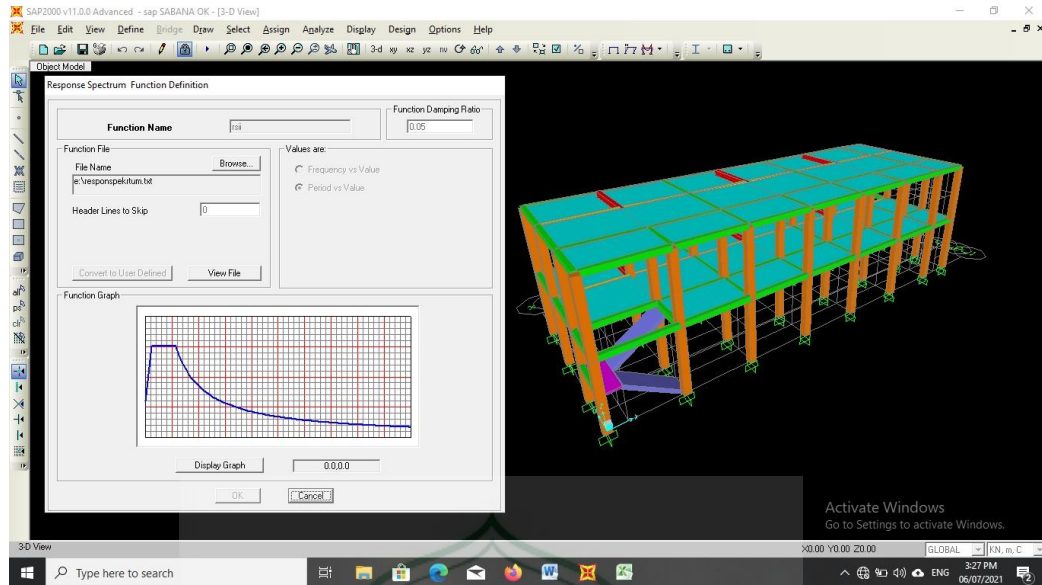 SAP2000 v11.0.0 Advanced - sap SABANA OK - [3-D View]
File Edit View Define Bridge Draw Select Assign Analyze Display Design Options Help
3-d xy xz yz nv
Object Model
Response Spectrum Function Definition
Function Damping Ratio
Function Name
rsii
0.05
Function File
Values are:
File Name
Browse...
Frequency vs Value
e:\responspekrtum.txt
Period vs Value
Header Lines to Skip
0
Convert to User Defined
View File
Function Graph
Display Graph
0.0,0.0
OK
Cancel
Activate Windows
Go to Settings to activate Windows.
3-D View
X0.00 Y0.00 Z0.00
GLOBAL
KN, m, C
Type here to search
ENG
3:27 PM
06/07/2021